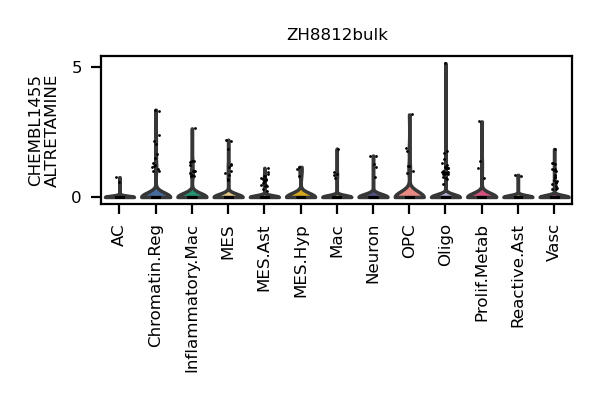 ZH8812bulk
CHEMBL1455
ALTRETAMINE
5
0
AC
Chromatin.Reg
Inflammatory.Mac
MES
MES.Ast
MES.Hyp
Mac
Neuron
OPC
Oligo
Prolif.Metab
Reactive.Ast
Vasc